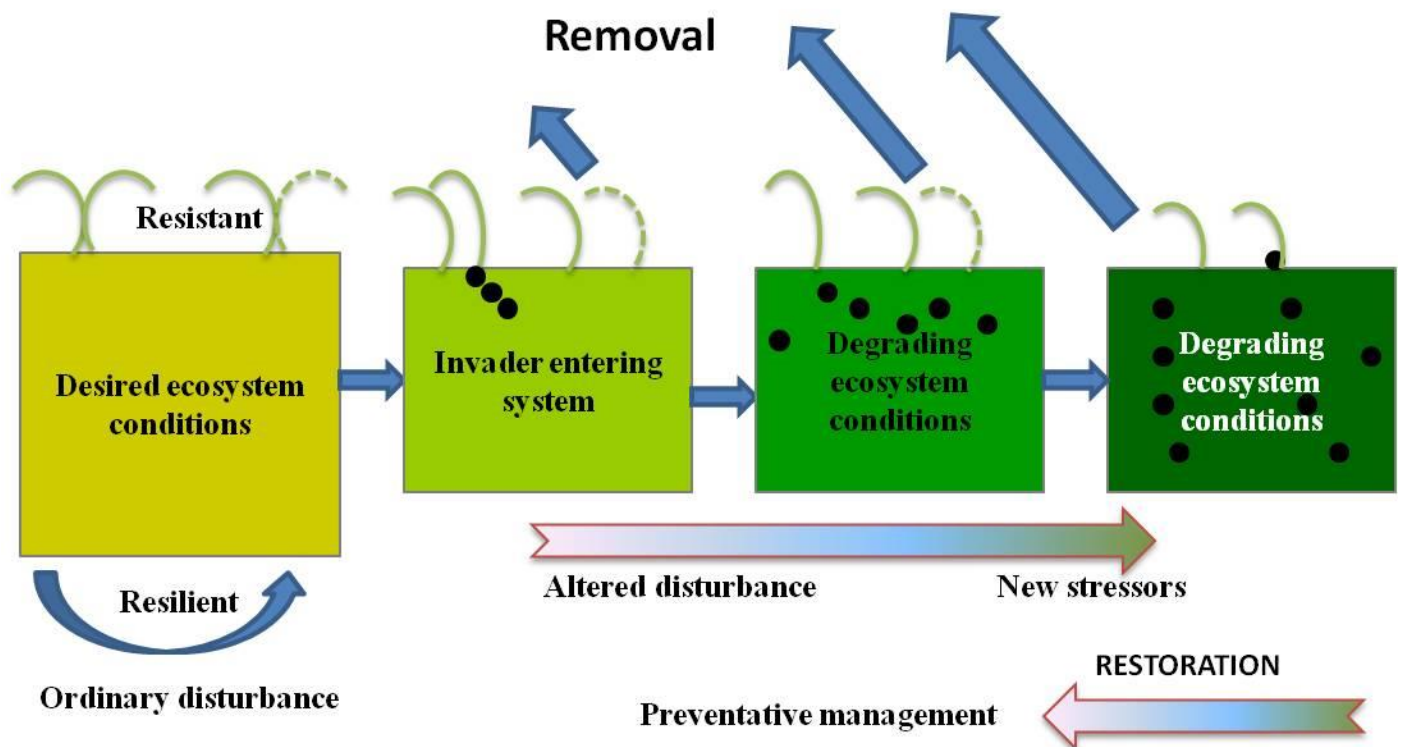 Removal
Resistant
Desired ecosystem
conditions
Invader entering
system
Degrading
ecosystem
conditions
Degrading
ecosystem
conditions
Resilient
Ordinary disturbance
Altered disturbance
New stressors
RESTORATION
Preventative management